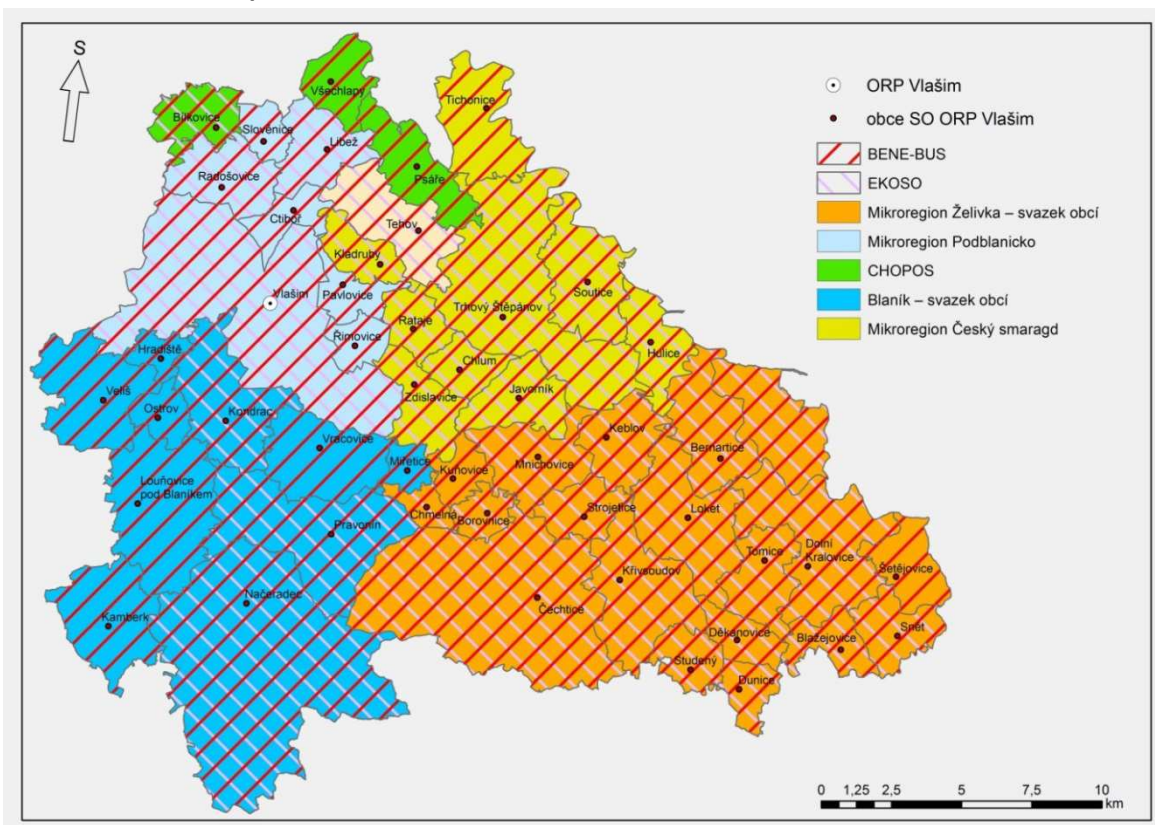 S
ORP Vlašim
obce SO ORP Vlašim
BENE-BUS
EKOSO
Mikroregion Želivka – svazek obcí
Mikroregion Podblanicko
CHOPOS
Blaník – svazek obcí
Mikroregion Český smaragd
Všechlapy
Tichonice
Bílkovice
Slověnice
Libež
Psáře
Radošovice
Ctiboř
Tehov
Kladruby
Vlašim
Pavlovice
Soutice
Trhový Štěpánov
Rataje
Římovice
Hulice
Hradiště
Chlum
Veliš
Zdislavice
Javorník
Ostrov
Kondrac
Keblov
Vracovice
Bernartice
Miřetice
Mnichovice
Kuňovice
Louňovice
pod Blaníkem
Chmelná
Borovnice
Strojetice
Loket
Pravonín
Tomice
Dolní
Kralovice
Šetějovice
Křivsoudov
Načeradec
Čechtice
Kamberk
Děkanovice
Blažejovice
Snět
Studený
Dunice
0 1,25 2,5 5 7,5 10
km